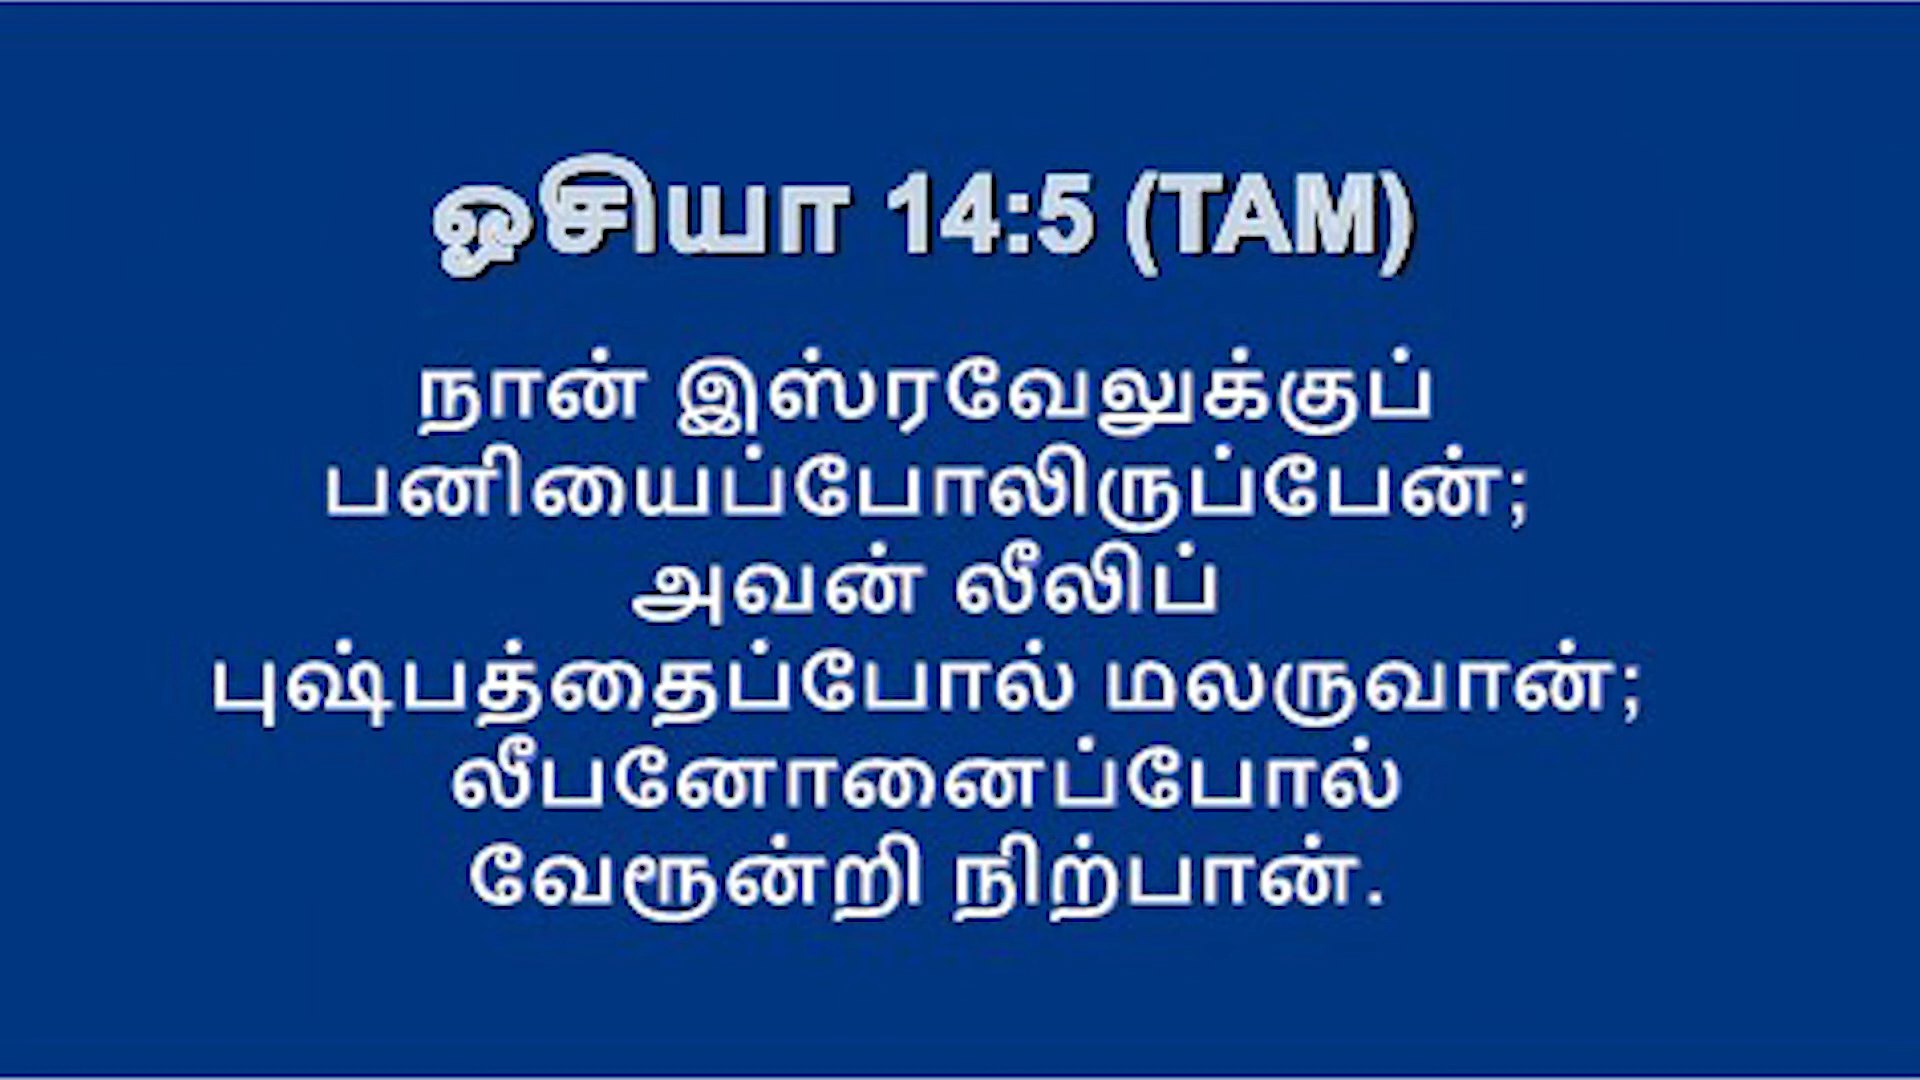 ஓசியா 14:5 (TAM)
நான் இஸ்ரவேலுக்குப்
பனியைப்போலிருப்பேன்;
அவன் லீலிப்
புஷ்பத்தைப்போல் மலருவான்;
லீபனோனைப்போல்
வேரூன்றி நிற்பான்.